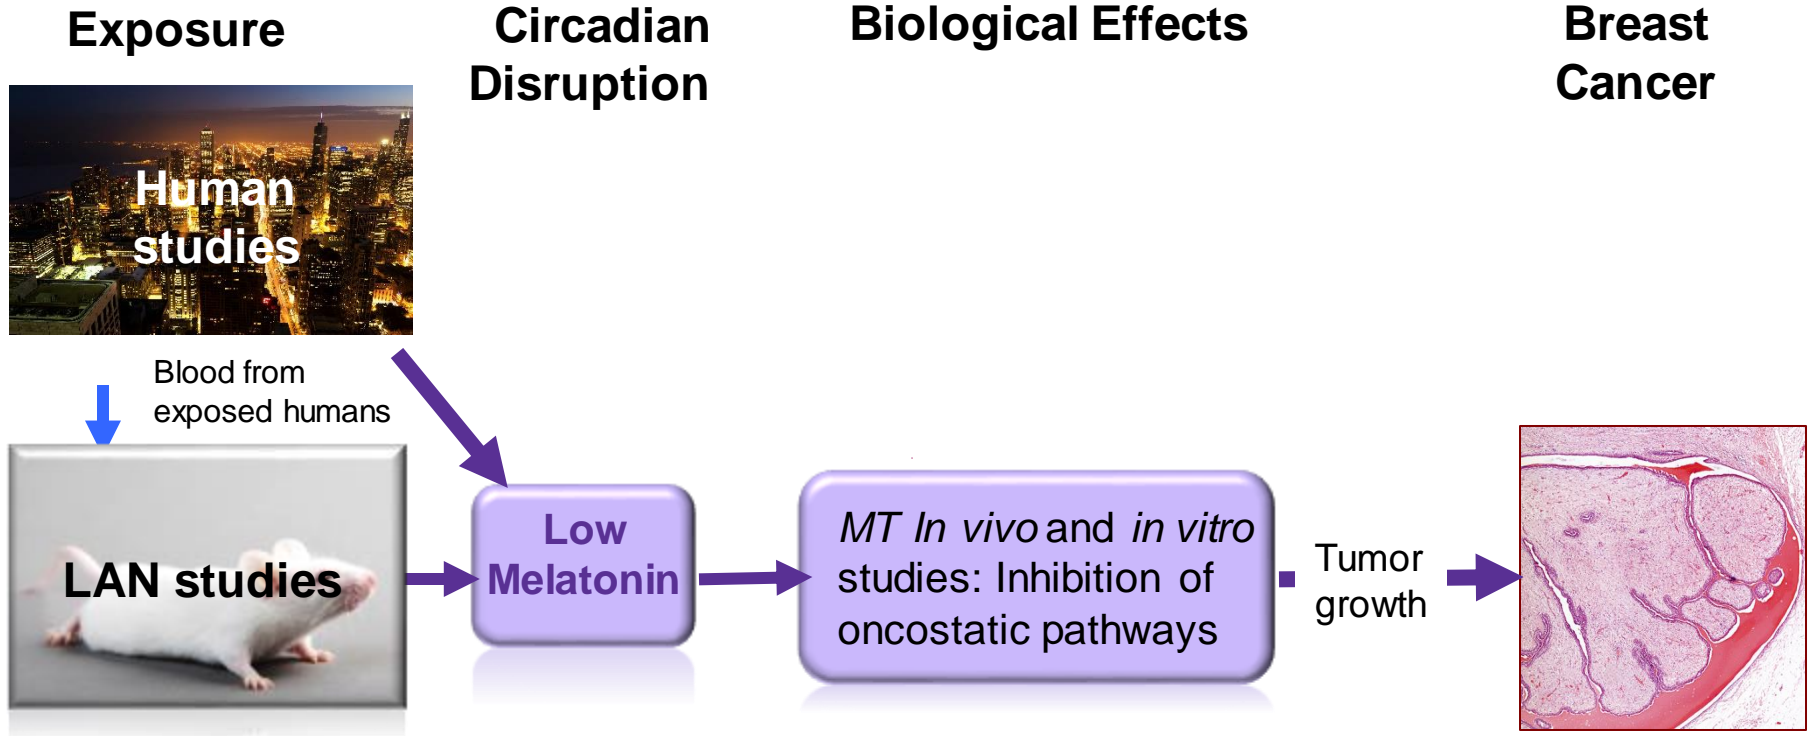 Exposure
Circadian
Disruption
Biological Effects
Breast
Cancer
Human
studies
Blood from
exposed humans
LAN studies
Low
Melatonin
MT In vivo and in vitro
studies: Inhibition of
oncostatic pathways
Tumor
growth